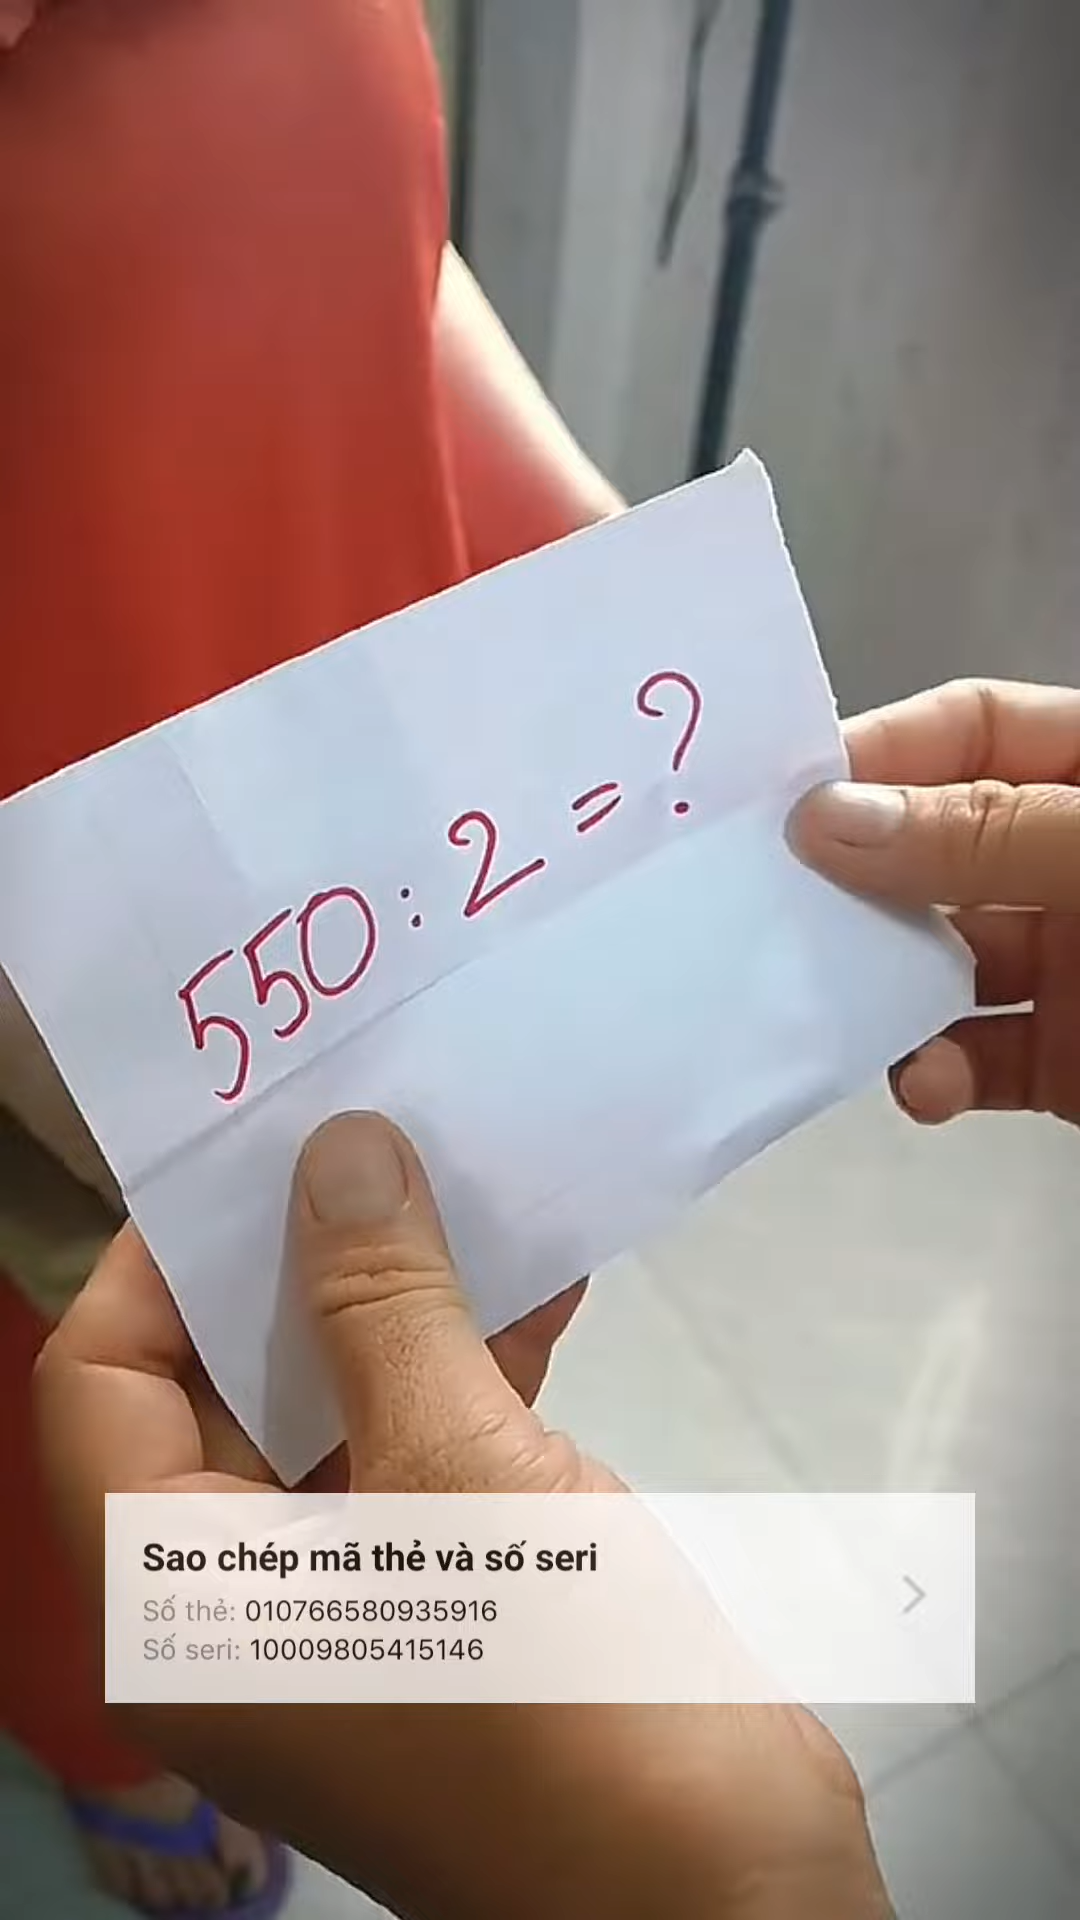 550 : 2 = ?
Sao chép mã thẻ và số seri
Số thẻ: 010766580935916
Số seri: 10009805415146